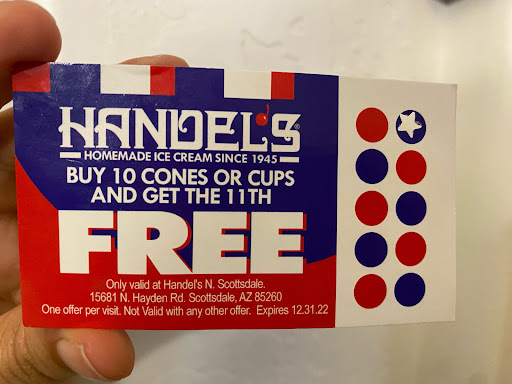 HANDEL'S®
HOMEMADE ICE CREAM SINCE 1945
BUY 10 CONES OR CUPS
AND GET THE 11TH
FREE
Only valid at Handel's N. Scottsdale.
15681 N. Hayden Rd. Scottsdale, AZ 85260
One offer per visit. Not Valid with any other offer. Expires 12.31.22